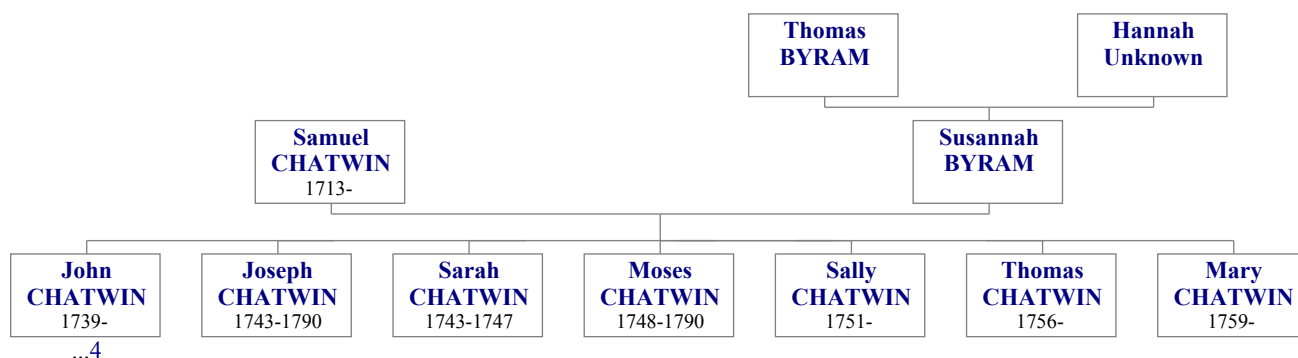 Thomas
BYRAM
Hannah
Unknown
Samuel
CHATWIN
1713-
Susannah
BYRAM
John
CHATWIN
1739-
...4
Joseph
CHATWIN
1743-1790
Sarah
CHATWIN
1743-1747
Moses
CHATWIN
1748-1790
Sally
CHATWIN
1751-
Thomas
CHATWIN
1756-
Mary
CHATWIN
1759-